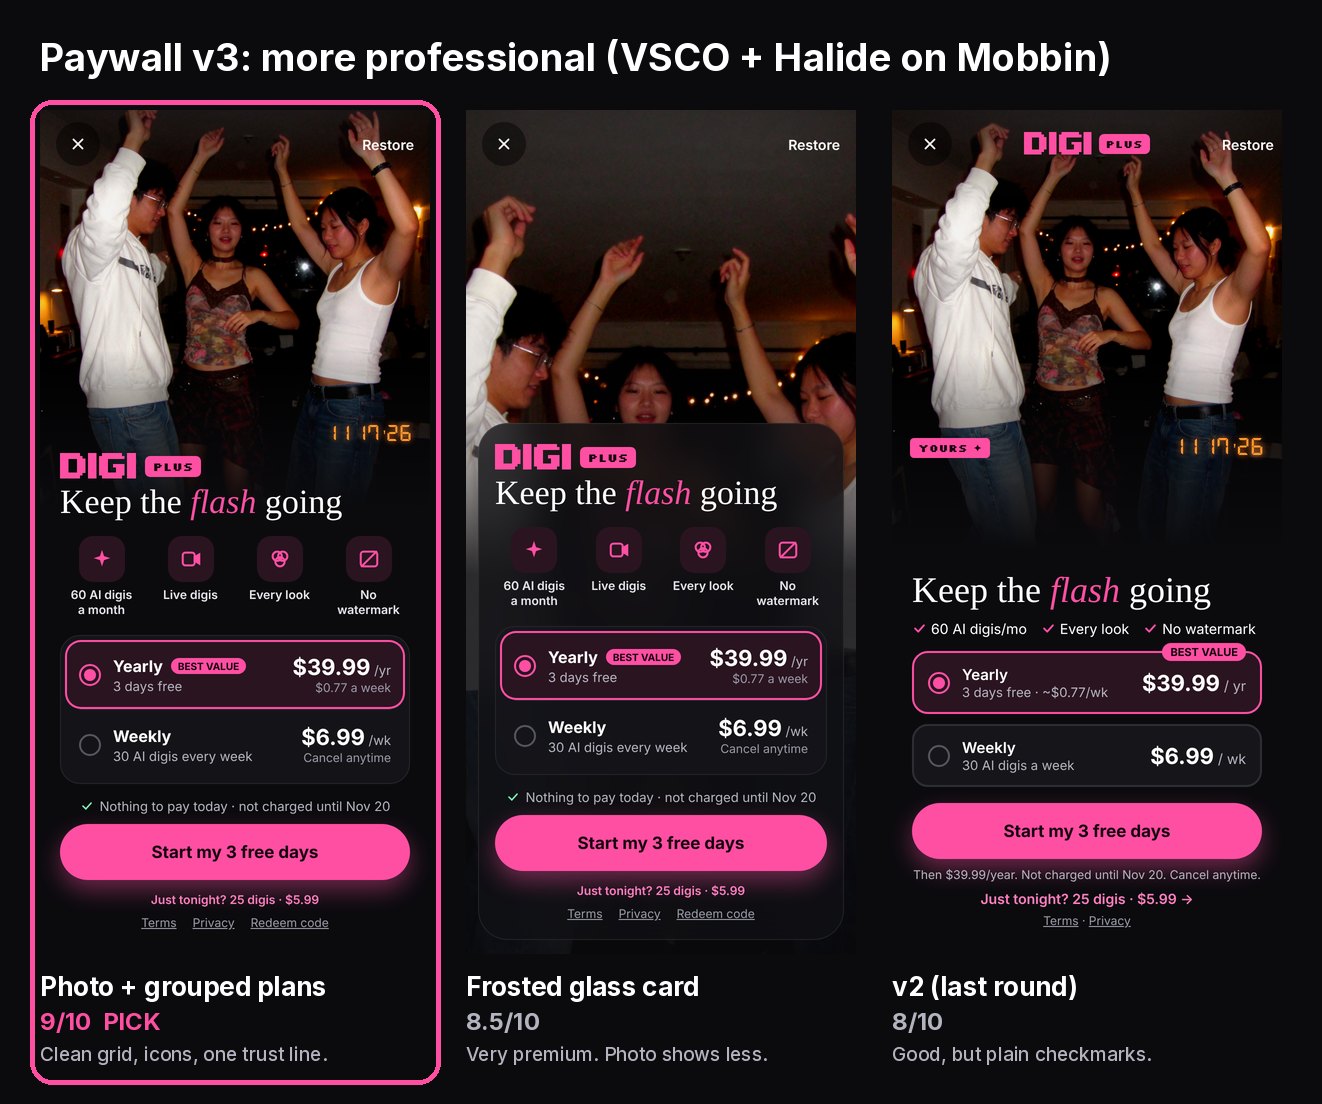 Paywall v3: more professional (VSCO + Halide on Mobbin)
Restore
11 17 '26
DIGI PLUS
Keep the flash going
60 AI digis
a month
Live digis
Every look
No
watermark
Yearly BEST VALUE
3 days free
$39.99 /yr
$0.77 a week
Weekly
30 AI digis every week
$6.99 /wk
Cancel anytime
✓ Nothing to pay today · not charged until Nov 20
Start my 3 free days
Just tonight? 25 digis · $5.99
Terms Privacy Redeem code
Photo + grouped plans
9/10 PICK
Clean grid, icons, one trust line.
Restore
DIGI PLUS
Keep the flash going
60 AI digis
a month
Live digis
Every look
No
watermark
Yearly BEST VALUE
3 days free
$39.99 /yr
$0.77 a week
Weekly
30 AI digis every week
$6.99 /wk
Cancel anytime
✓ Nothing to pay today · not charged until Nov 20
Start my 3 free days
Just tonight? 25 digis · $5.99
Terms Privacy Redeem code
Frosted glass card
8.5/10
Very premium. Photo shows less.
DIGI PLUS
Restore
YOURS +
11 17 '26
Keep the flash going
✓ 60 AI digis/mo ✓ Every look ✓ No watermark
BEST VALUE
Yearly
3 days free · ~$0.77/wk
$39.99 / yr
Weekly
30 AI digis a week
$6.99 / wk
Start my 3 free days
Then $39.99/year. Not charged until Nov 20. Cancel anytime.
Just tonight? 25 digis · $5.99 →
Terms · Privacy
v2 (last round)
8/10
Good, but plain checkmarks.